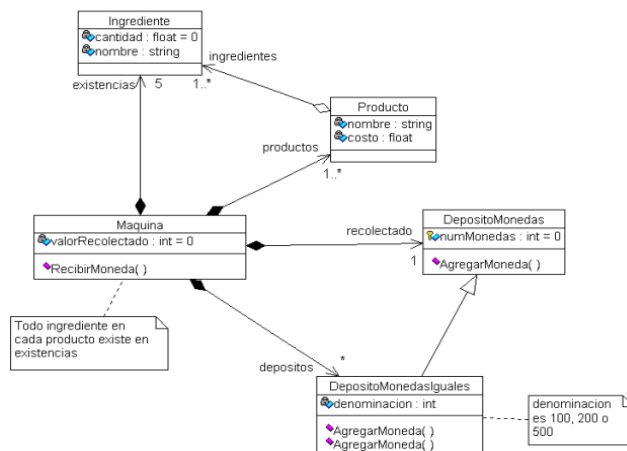 Ingrediente
cantidad : float = 0
nombre : string
ingredientes
existencias
5
1..*
Producto
nombre : string
costo : float
productos
1..*
Maquina
valorRecolectado : int = 0
RecibirMoneda( )
recolectado
1
DepositoMonedas
numMonedas : int = 0
AgregarMoneda( )
Todo ingrediente en
cada producto existe en
existencias
depositos
*
DepositoMonedasIguales
denominacion : int
AgregarMoneda( )
AgregarMoneda( )
denominacion
es 100, 200 o
500